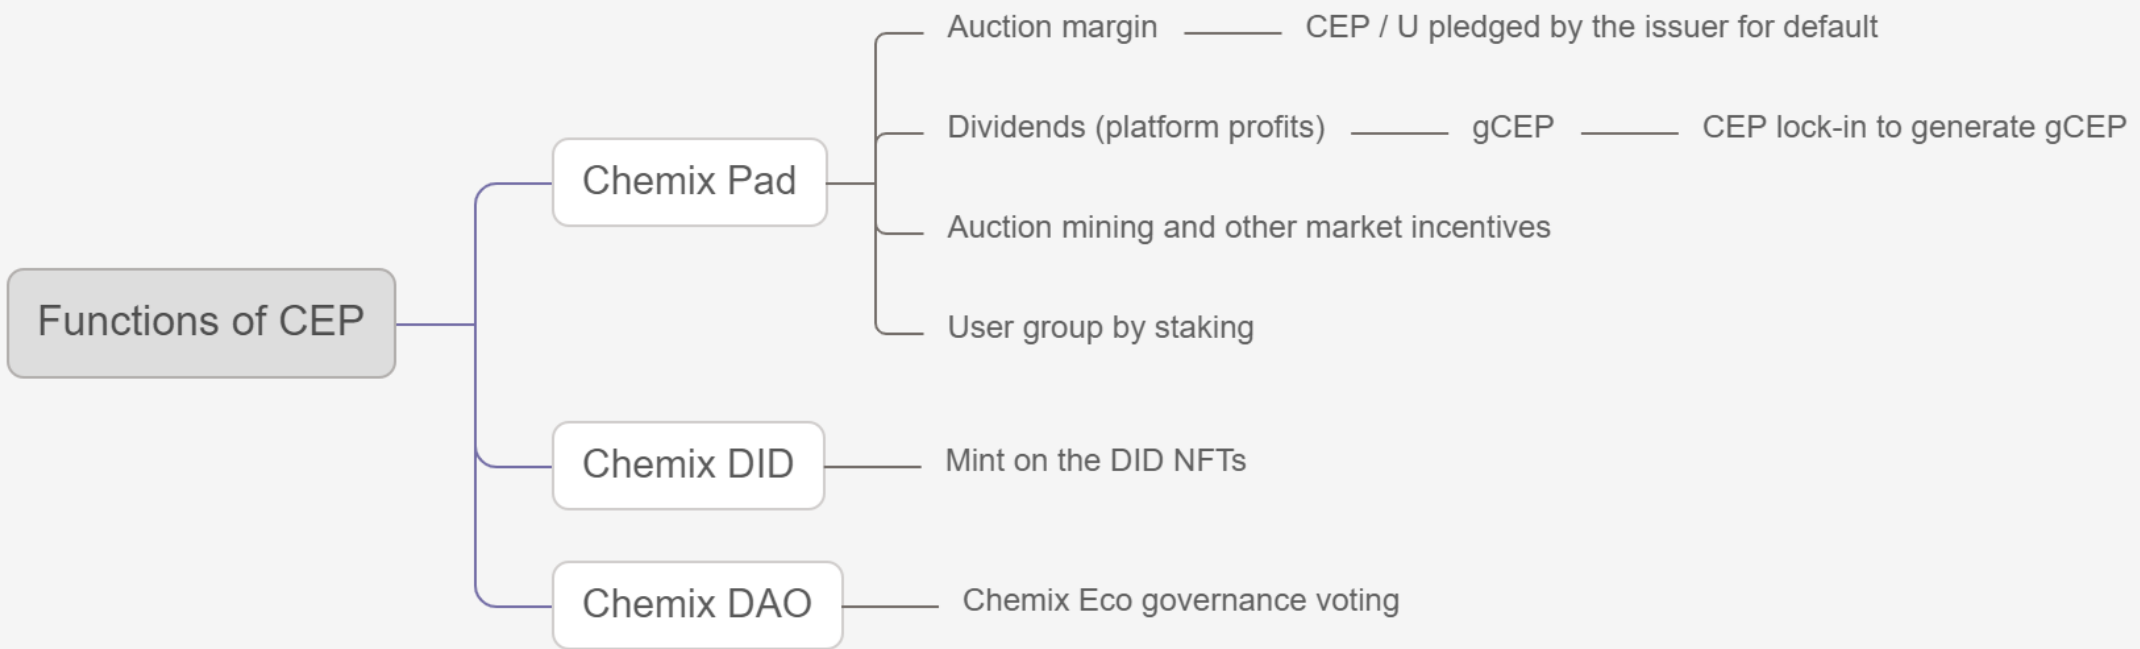 Functions of CEP
Chemix Pad
Auction margin
CEP / U pledged by the issuer for default
Dividends (platform profits)
gCEP
CEP lock-in to generate gCEP
Auction mining and other market incentives
User group by staking
Chemix DID
Mint on the DID NFTs
Chemix DAO
Chemix Eco governance voting